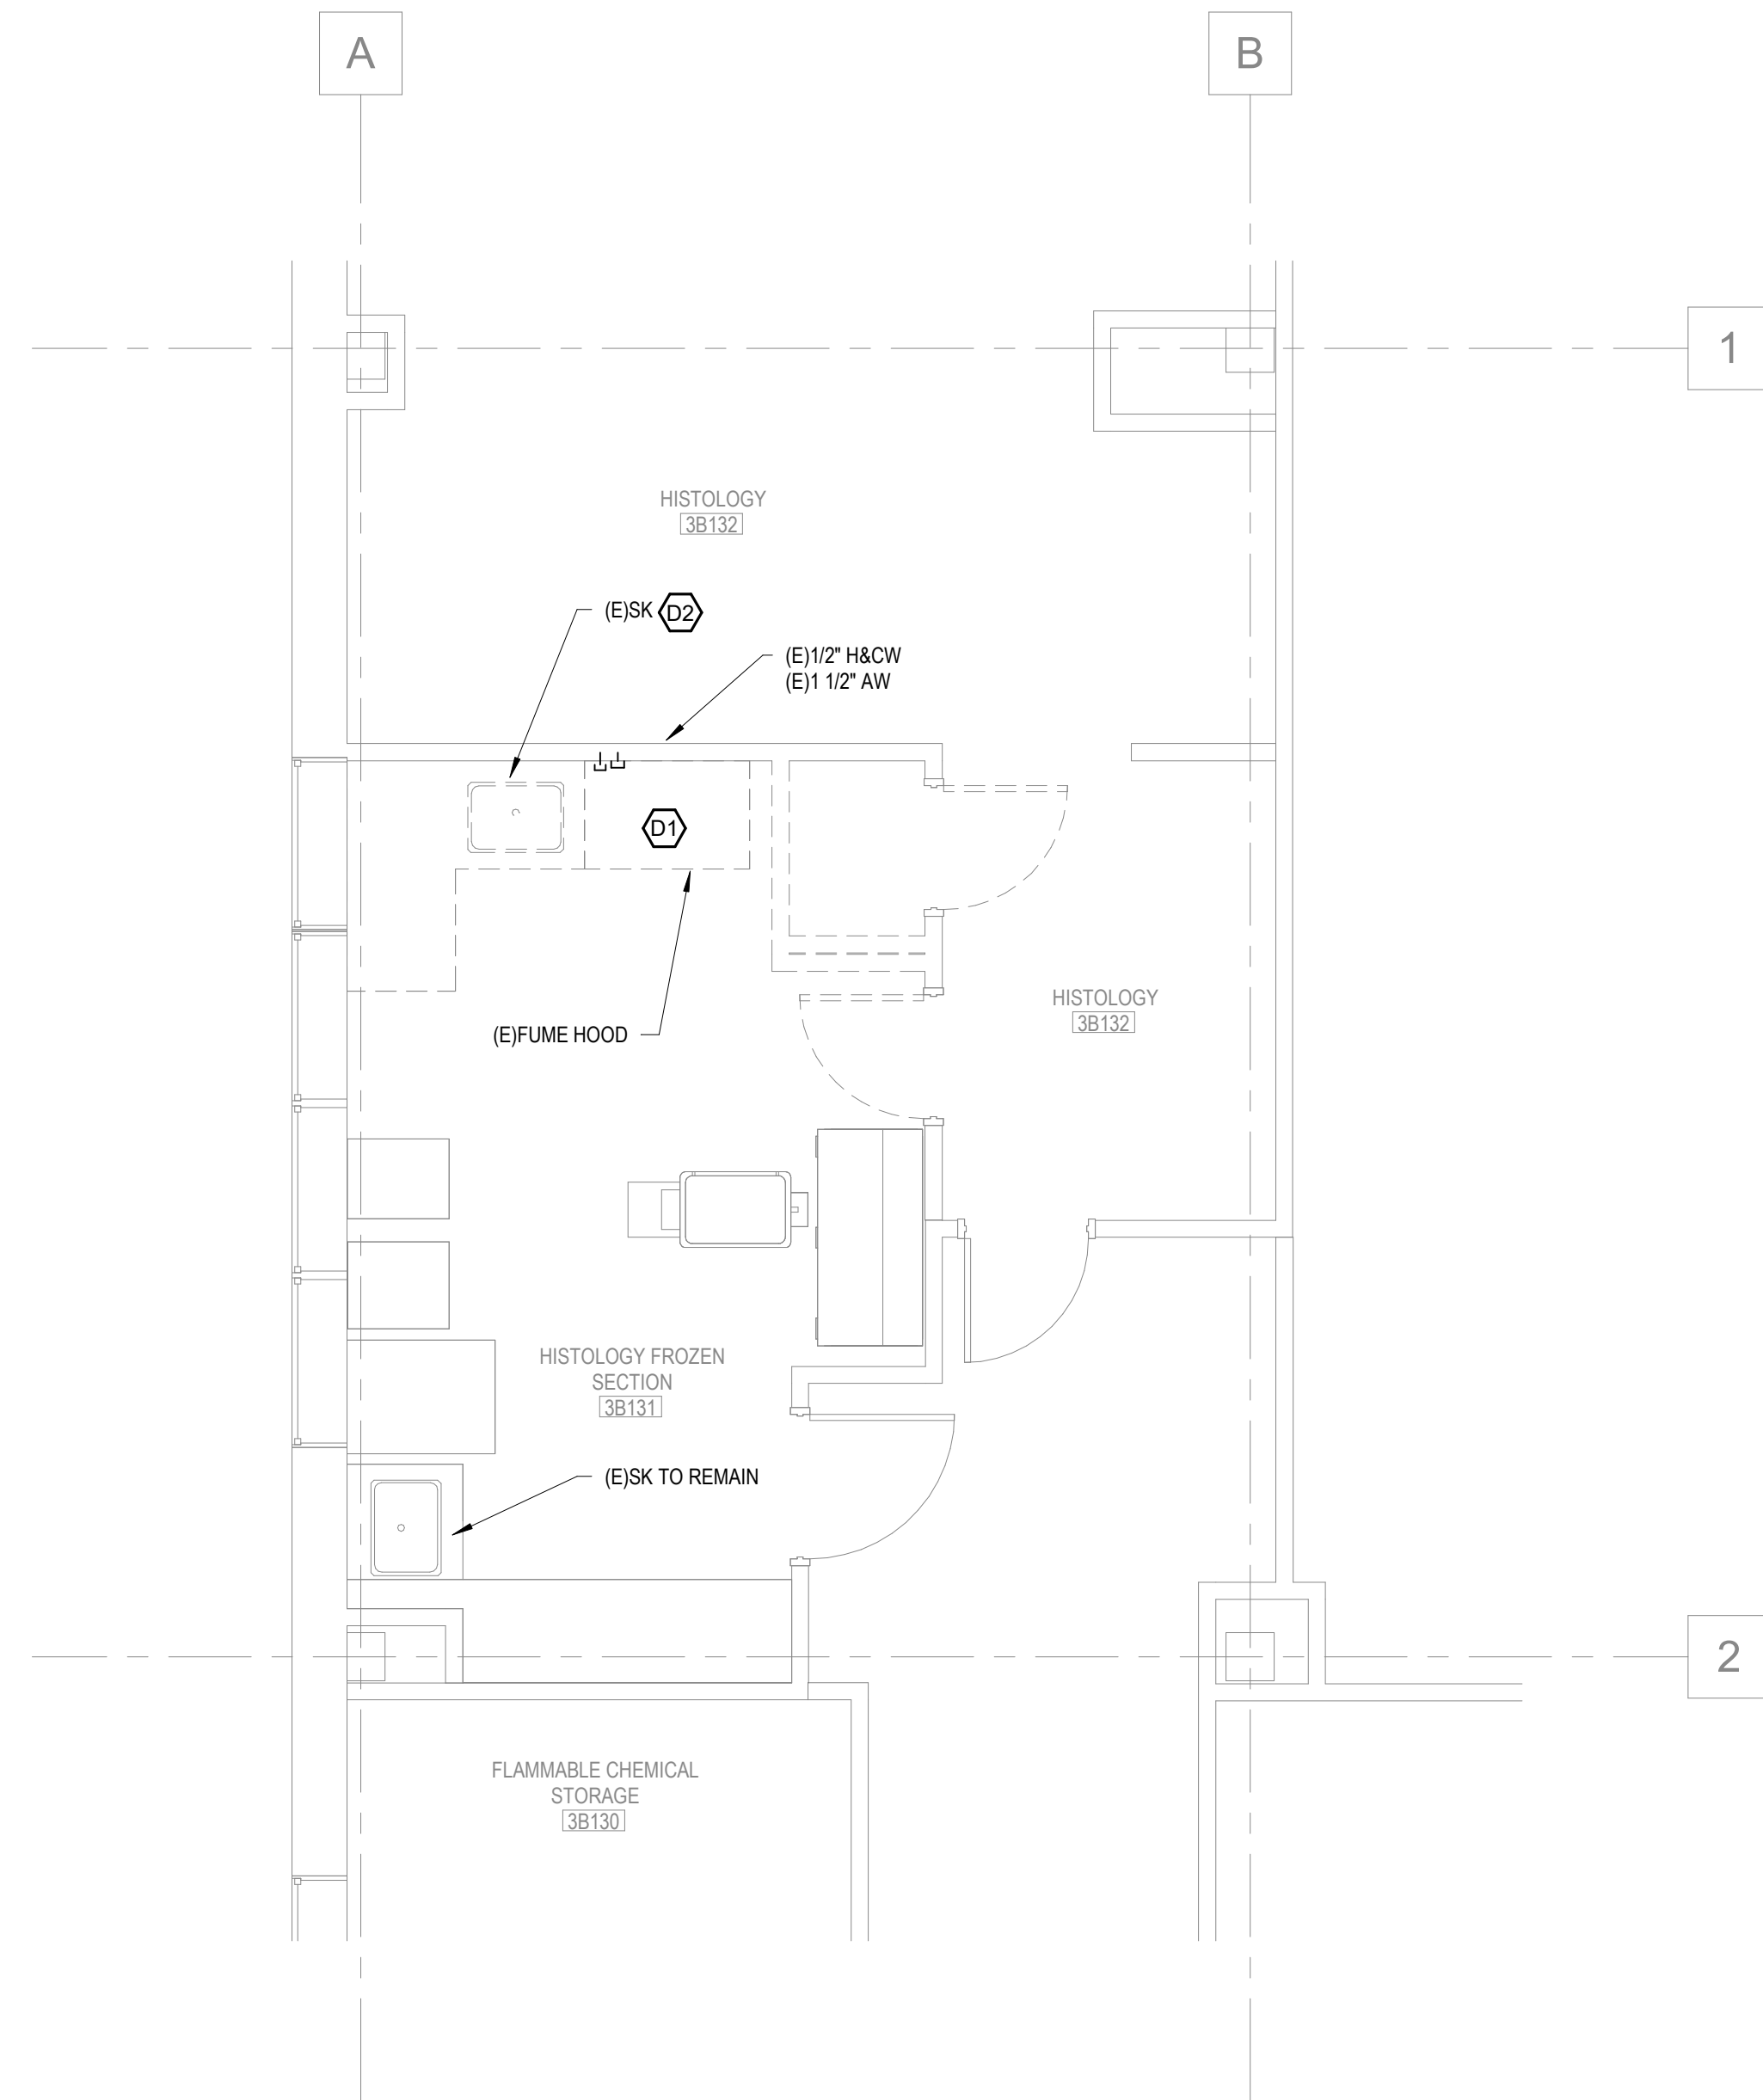 A
B
1
HISTOLOGY
3B132
(E)SK D2
(E)1/2" H&CW
(E)1 1/2" AW
D1
HISTOLOGY
3B132
(E)FUME HOOD
HISTOLOGY FROZEN
SECTION
3B131
(E)SK TO REMAIN
2
FLAMMABLE CHEMICAL
STORAGE
3B130